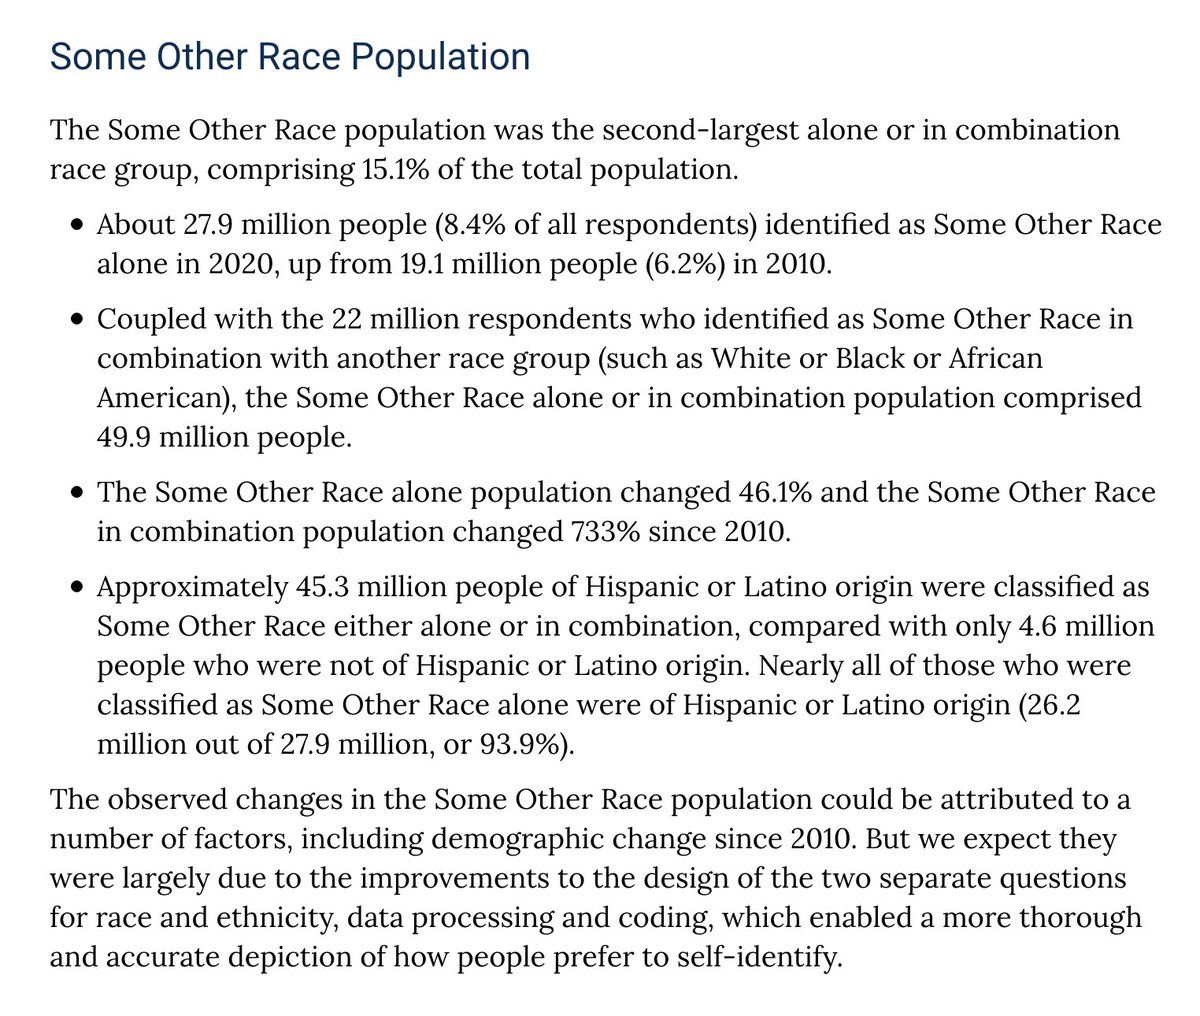 Some Other Race Population
The Some Other Race population was the second-largest alone or in combination
race group, comprising 15.1% of the total population.
• About 27.9 million people (8.4% of all respondents) identified as Some Other Race
alone in 2020, up from 19.1 million people (6.2%) in 2010.
• Coupled with the 22 million respondents who identified as Some Other Race in
combination with another race group (such as White or Black or African
American), the Some Other Race alone or in combination population comprised
49.9 million people.
• The Some Other Race alone population changed 46.1% and the Some Other Race
in combination population changed 733% since 2010.
• Approximately 45.3 million people of Hispanic or Latino origin were classified as
Some Other Race either alone or in combination, compared with only 4.6 million
people who were not of Hispanic or Latino origin. Nearly all of those who were
classified as Some Other Race alone were of Hispanic or Latino origin (26.2
million out of 27.9 million, or 93.9%).
The observed changes in the Some Other Race population could be attributed to a
number of factors, including demographic change since 2010. But we expect they
were largely due to the improvements to the design of the two separate questions
for race and ethnicity, data processing and coding, which enabled a more thorough
and accurate depiction of how people prefer to self-identify.